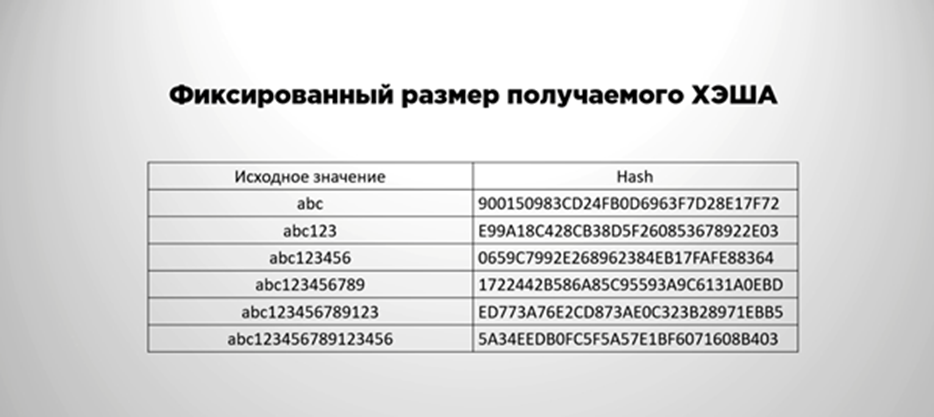 Фиксированный размер получаемого ХЭША
Исходное значение Hash
abc 900150983CD24FB0D6963F7D28E17F72
abc123 E99A18C428CB38D5F260853678922E03
abc123456 0659C7992E268962384EB17FAFE88364
abc123456789 1722442B586A85C95593A9C6131A0EBD
abc123456789123 ED773A76E2CD873AE0C323B28971EBB5
abc123456789123456 5A34EEDB0FC5F5A57E1BF6071608B403